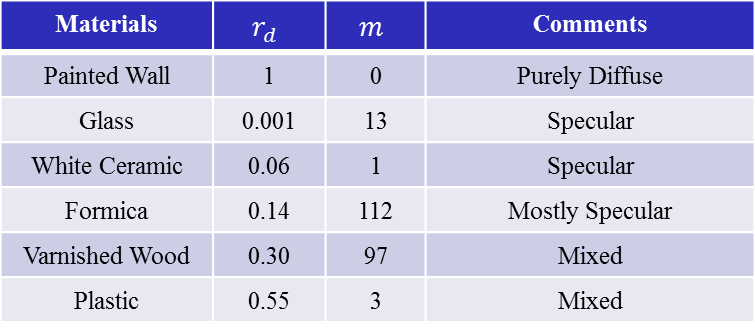 Materials r_d m Comments
Painted Wall 1 0 Purely Diffuse
Glass 0.001 13 Specular
White Ceramic 0.06 1 Specular
Formica 0.14 112 Mostly Specular
Varnished Wood 0.30 97 Mixed
Plastic 0.55 3 Mixed